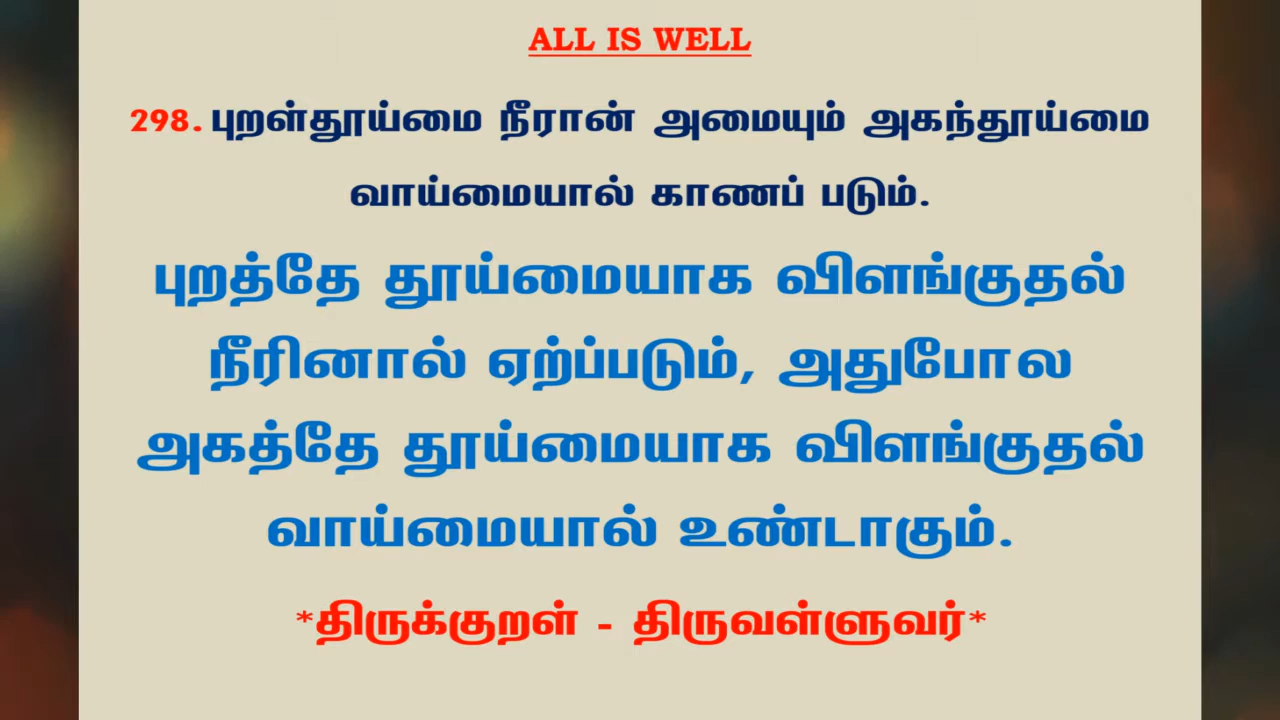 ALL IS WELL
298. புறள்தூய்மை நீரான் அமையும் அகந்தூய்மை
வாய்மையால் காணப் படும்.
புறத்தே தூய்மையாக விளங்குதல்
நீரினால் ஏற்ப்படும், அதுபோல
அகத்தே தூய்மையாக விளங்குதல்
வாய்மையால் உண்டாகும்.
*திருக்குறள் - திருவள்ளுவர்*